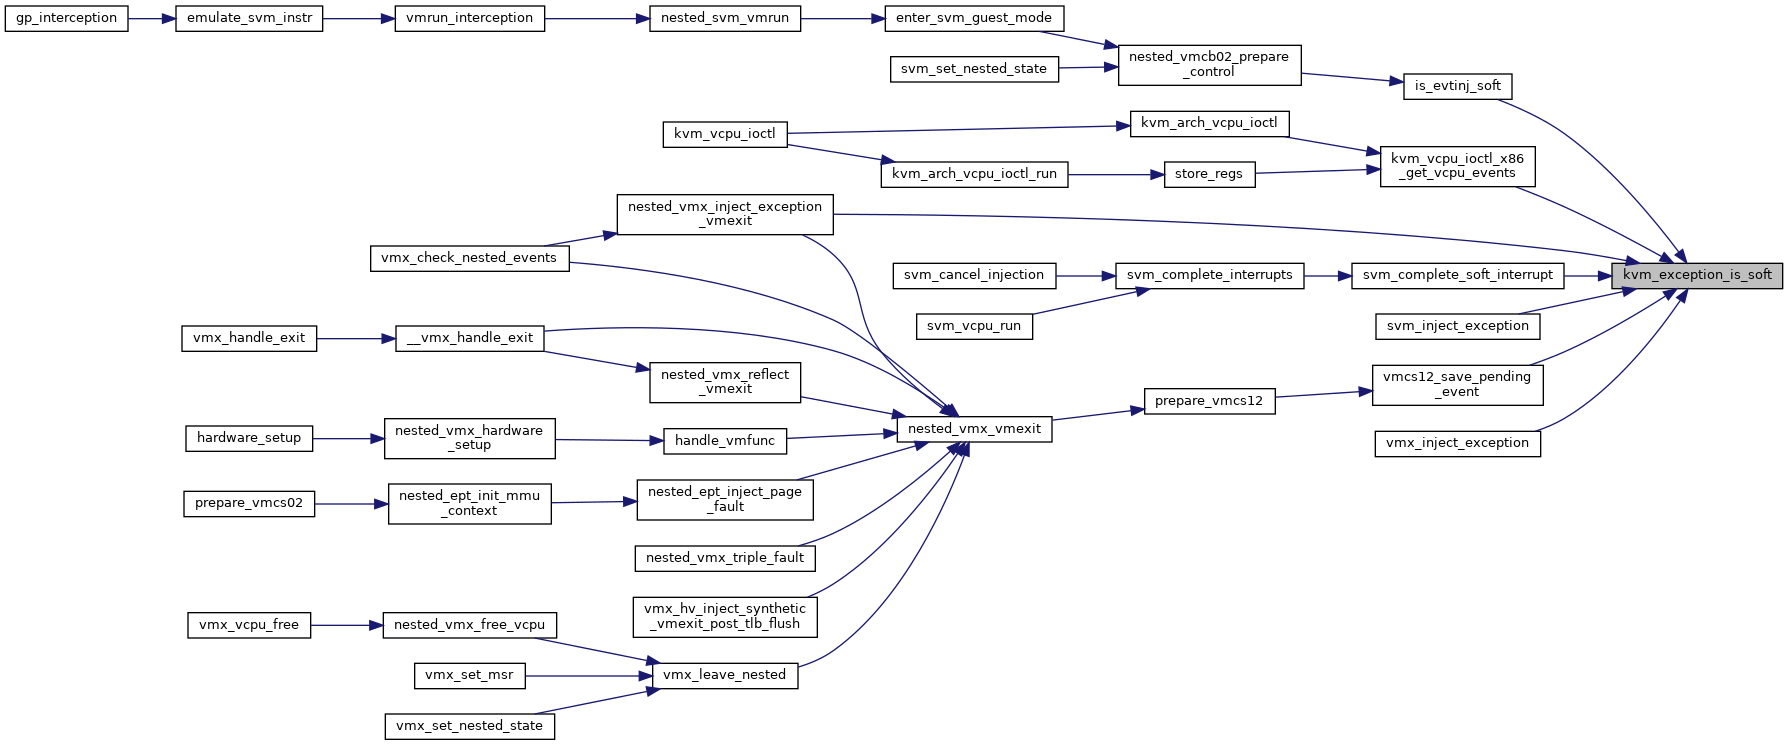 gp_interception
emulate_svm_instr
vmrun_interception
nested_svm_vmrun
enter_svm_guest_mode
svm_set_nested_state
nested_vmcb02_prepare
_control
is_evtinj_soft
kvm_vcpu_ioctl
kvm_arch_vcpu_ioctl
kvm_arch_vcpu_ioctl_run
store_regs
kvm_vcpu_ioctl_x86
_get_vcpu_events
nested_vmx_inject_exception
_vmexit
vmx_check_nested_events
svm_cancel_injection
svm_complete_interrupts
svm_complete_soft_interrupt
kvm_exception_is_soft
svm_vcpu_run
svm_inject_exception
vmx_handle_exit
__vmx_handle_exit
nested_vmx_reflect
_vmexit
vmcs12_save_pending
_event
prepare_vmcs12
nested_vmx_vmexit
vmx_inject_exception
hardware_setup
nested_vmx_hardware
_setup
handle_vmfunc
prepare_vmcs02
nested_ept_init_mmu
_context
nested_ept_inject_page
_fault
nested_vmx_triple_fault
vmx_hv_inject_synthetic
_vmexit_post_tlb_flush
vmx_vcpu_free
nested_vmx_free_vcpu
vmx_set_msr
vmx_leave_nested
vmx_set_nested_state